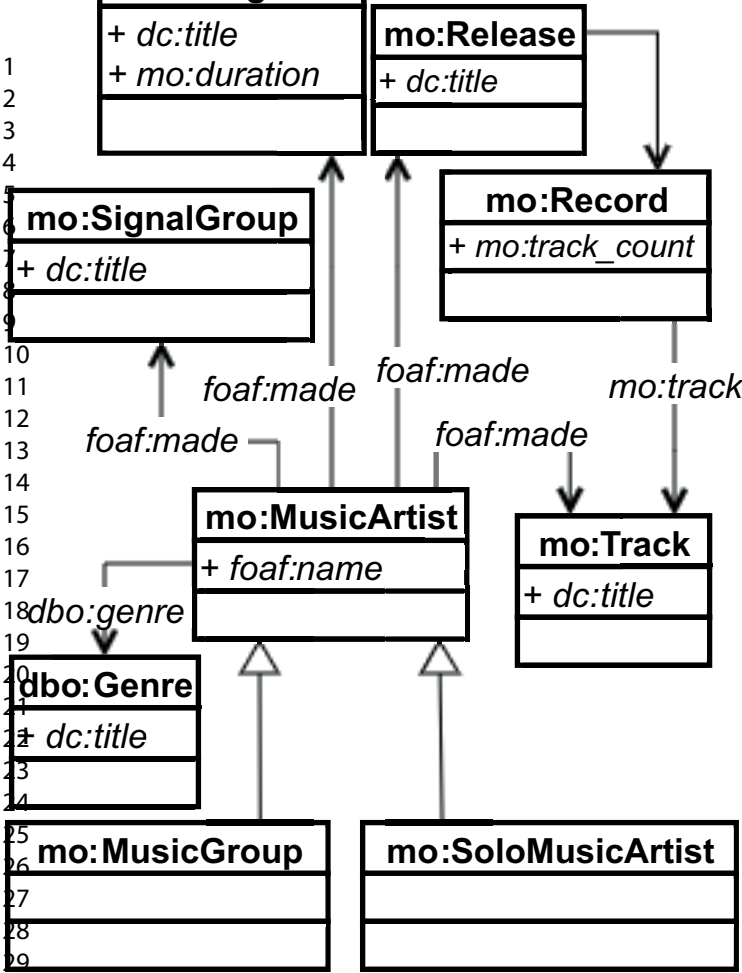 + dc:title
+ mo:duration
mo:Release
+ dc:title
mo:SignalGroup
+ dc:title
mo:Record
+ mo:track_count
foaf:made
foaf:made
foaf:made
foaf:made
mo:track
mo:MusicArtist
+ foaf:name
mo:Track
+ dc:title
dbo:genre
dbo:Genre
+ dc:title
mo:MusicGroup
mo:SoloMusicArtist
1
2
3
4
5
6
7
8
9
10
11
12
13
14
15
16
17
18
19
20
21
22
23
24
25
26
27
28
29